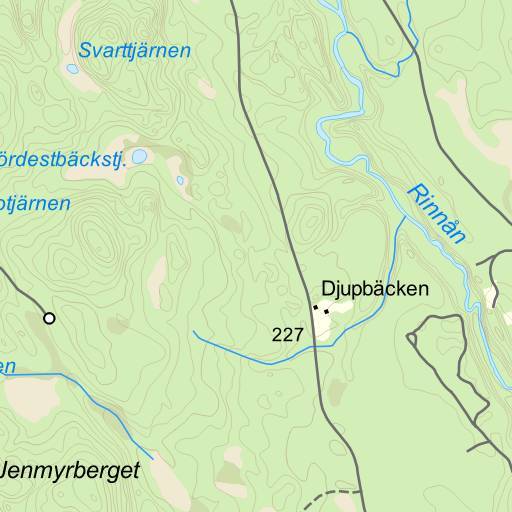 Svarttjärnen
ördestbäckstj.
otjärnen
Rinnån
Djupbäcken
227
en
Jenmyrberget